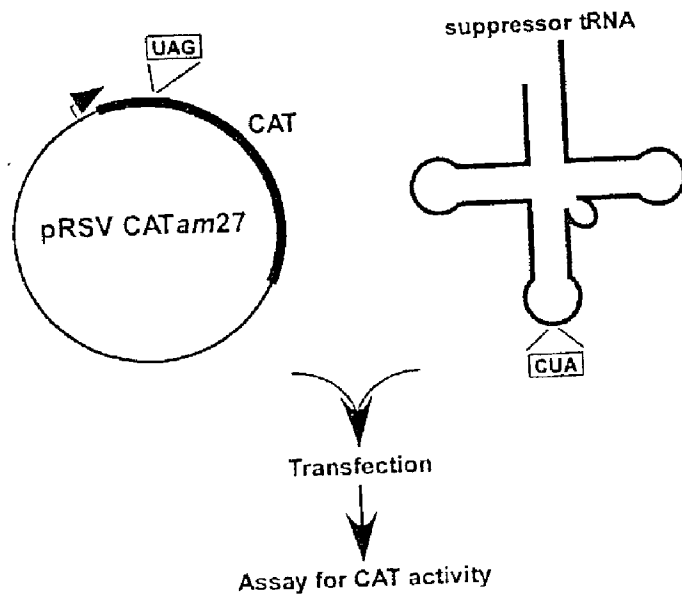 suppressor tRNA
UAG
CAT
pRSV CATam27
CUA
Transfection
Assay for CAT activity